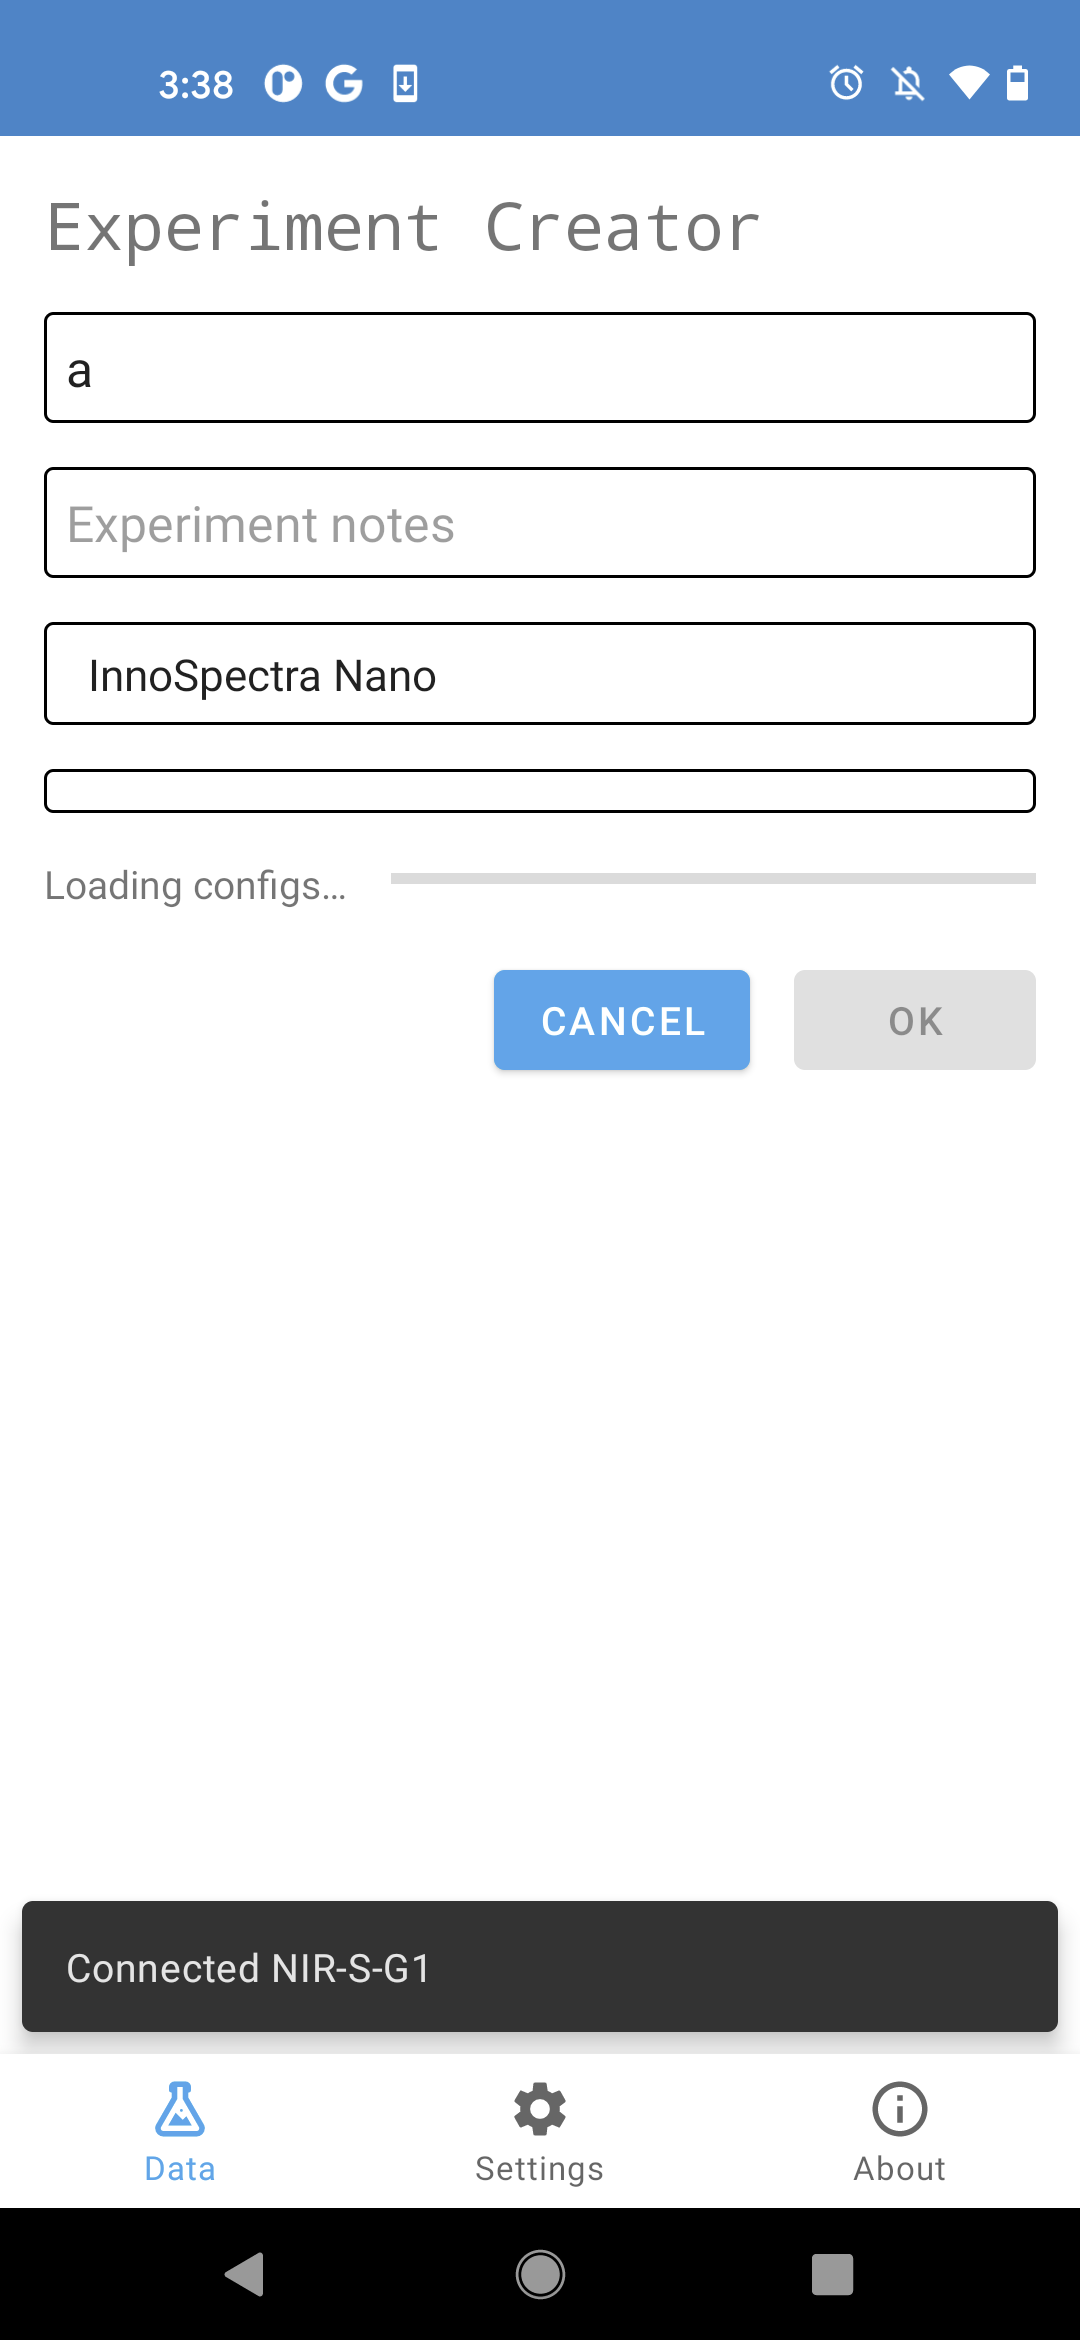 3:38
Experiment Creator
a
Experiment notes
InnoSpectra Nano
Loading configs...
CANCEL
OK
Connected NIR-S-G1
Data
Settings
About